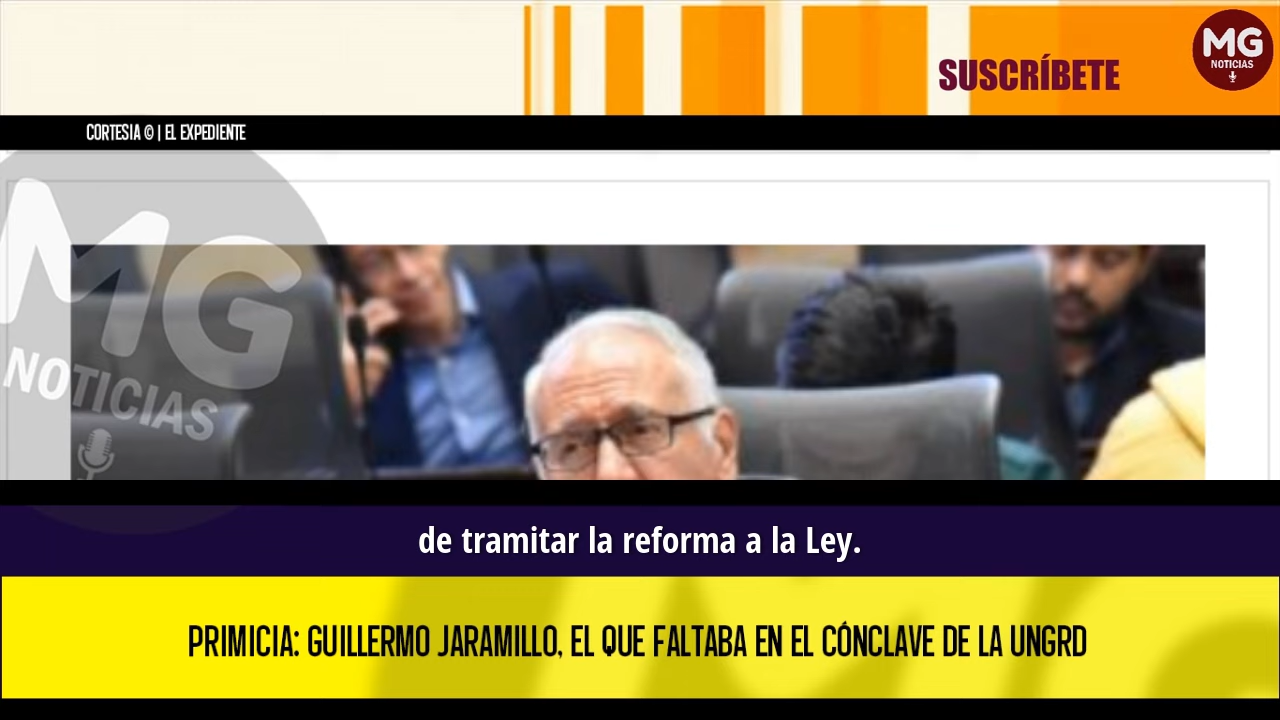 SUSCRÍBETE
MG
NOTICIAS
CORTESIA © | EL EXPEDIENTE
MG
NOTICIAS
de tramitar la reforma a la Ley.
PRIMICIA: GUILLERMO JARAMILLO, EL QUE FALTABA EN EL CÓNCLAVE DE LA UNGRD